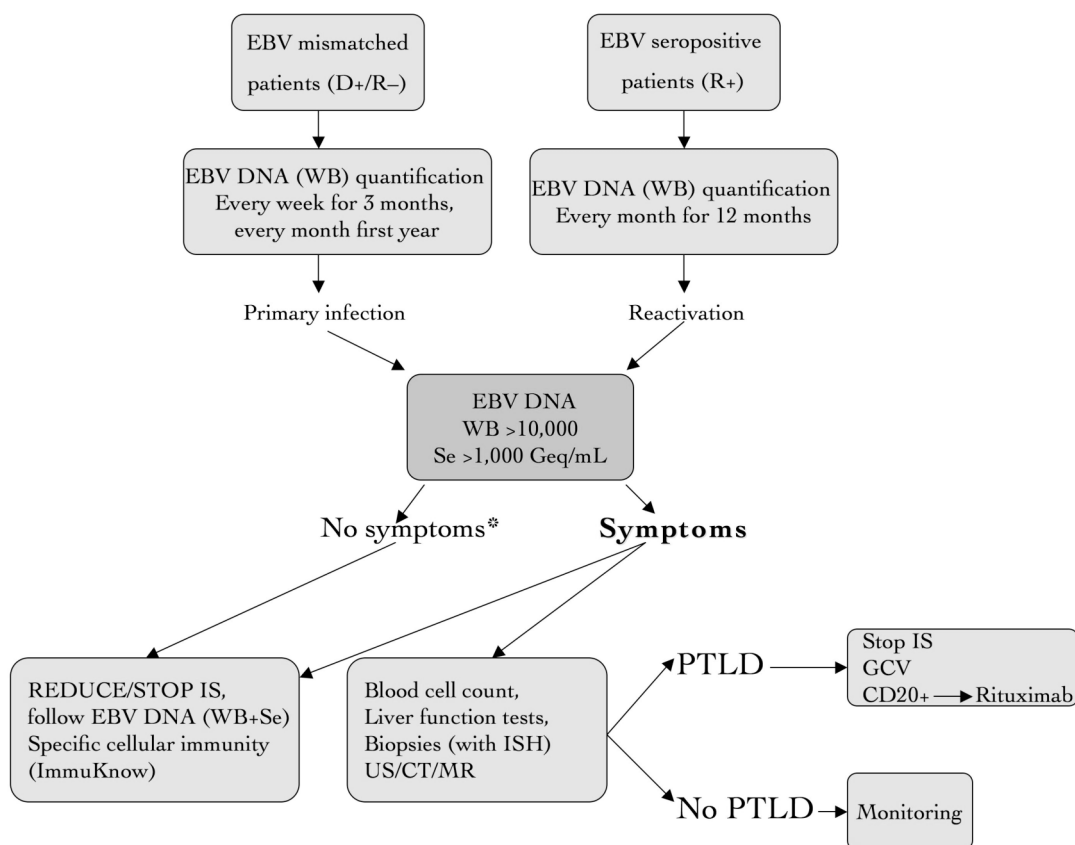 EBV mismatched
patients (D+/R–)
EBV seropositive
patients (R+)
EBV DNA (WB) quantification
Every week for 3 months,
every month first year
EBV DNA (WB) quantification
Every month for 12 months
Primary infection
Reactivation
EBV DNA
WB >10,000
Se >1,000 Geq/mL
No symptoms*
Symptoms
REDUCE/STOP IS,
follow EBV DNA (WB+Se)
Specific cellular immunity
(ImmuKnow)
Blood cell count,
Liver function tests,
Biopsies (with ISH)
US/CT/MR
PTLD
Stop IS
GCV
CD20+ → Rituximab
No PTLD
Monitoring